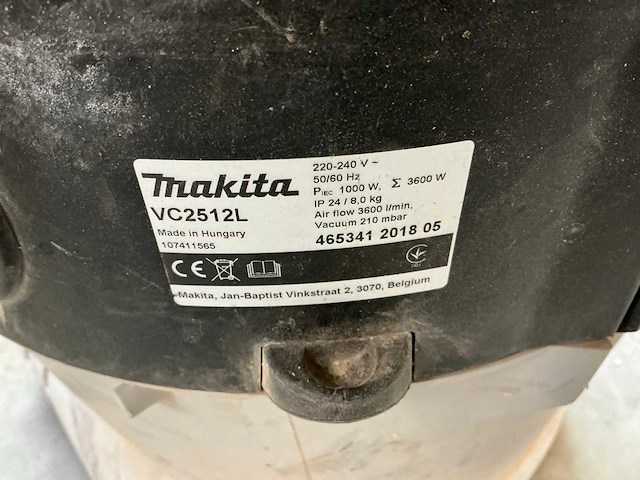 makita
VC2512L
Made in Hungary
107411565
220-240 V ~
50/60 Hz
PIEC 1000 W, Σ 3600 W
IP 24 / 8,0 kg
Air flow 3600 l/min,
Vacuum 210 mbar
465341 2018 05
CE
Makita, Jan-Baptist Vinkstraat 2, 3070, Belgium